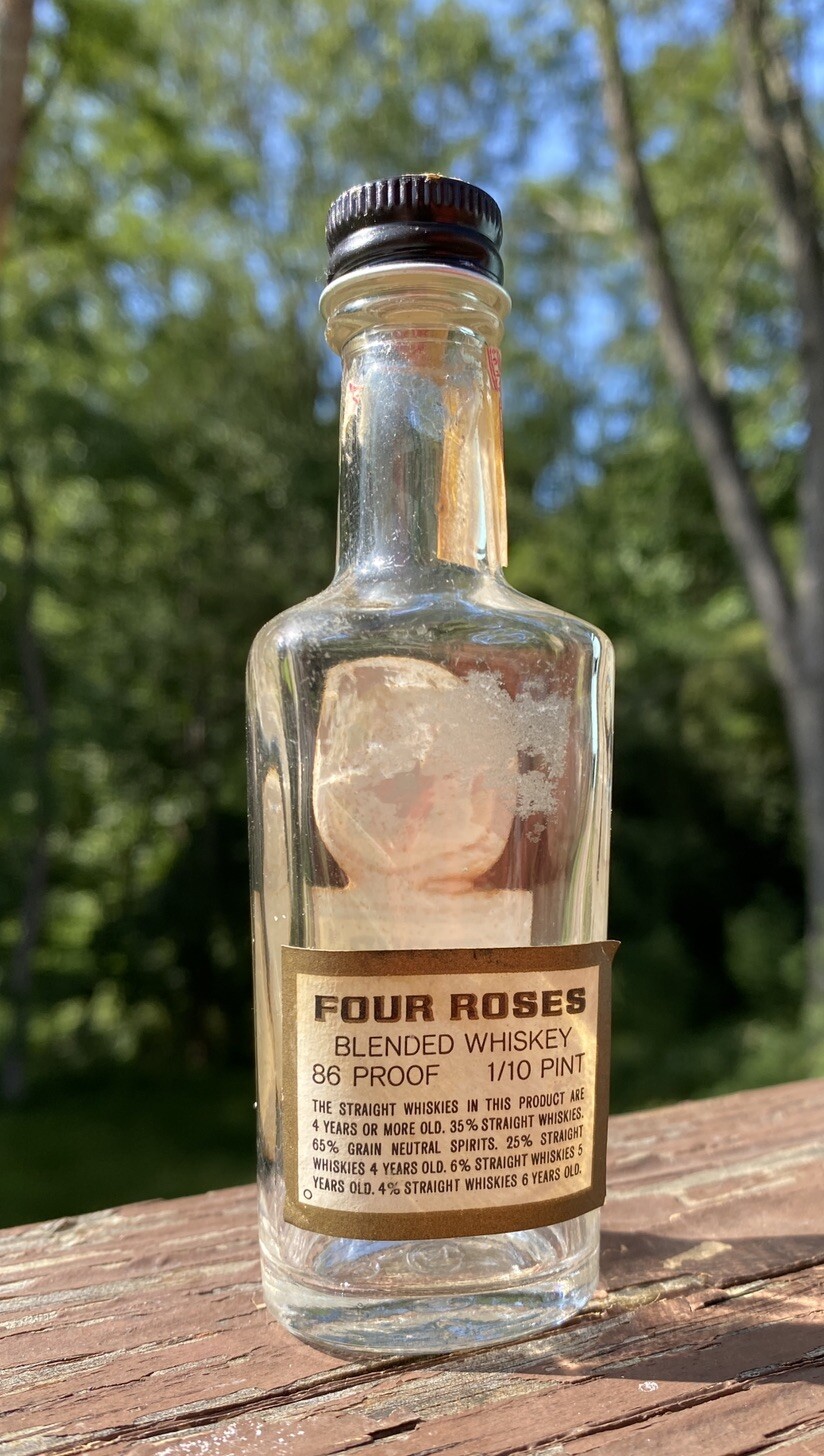 FOUR ROSES
BLENDED WHISKEY
86 PROOF 1/10 PINT
THE STRAIGHT WHISKIES IN THIS PRODUCT ARE
4 YEARS OR MORE OLD. 35% STRAIGHT WHISKIES.
65% GRAIN NEUTRAL SPIRITS. 25% STRAIGHT
WHISKIES 4 YEARS OLD. 6% STRAIGHT WHISKIES 5
YEARS OLD. 4% STRAIGHT WHISKIES 6 YEARS OLD.